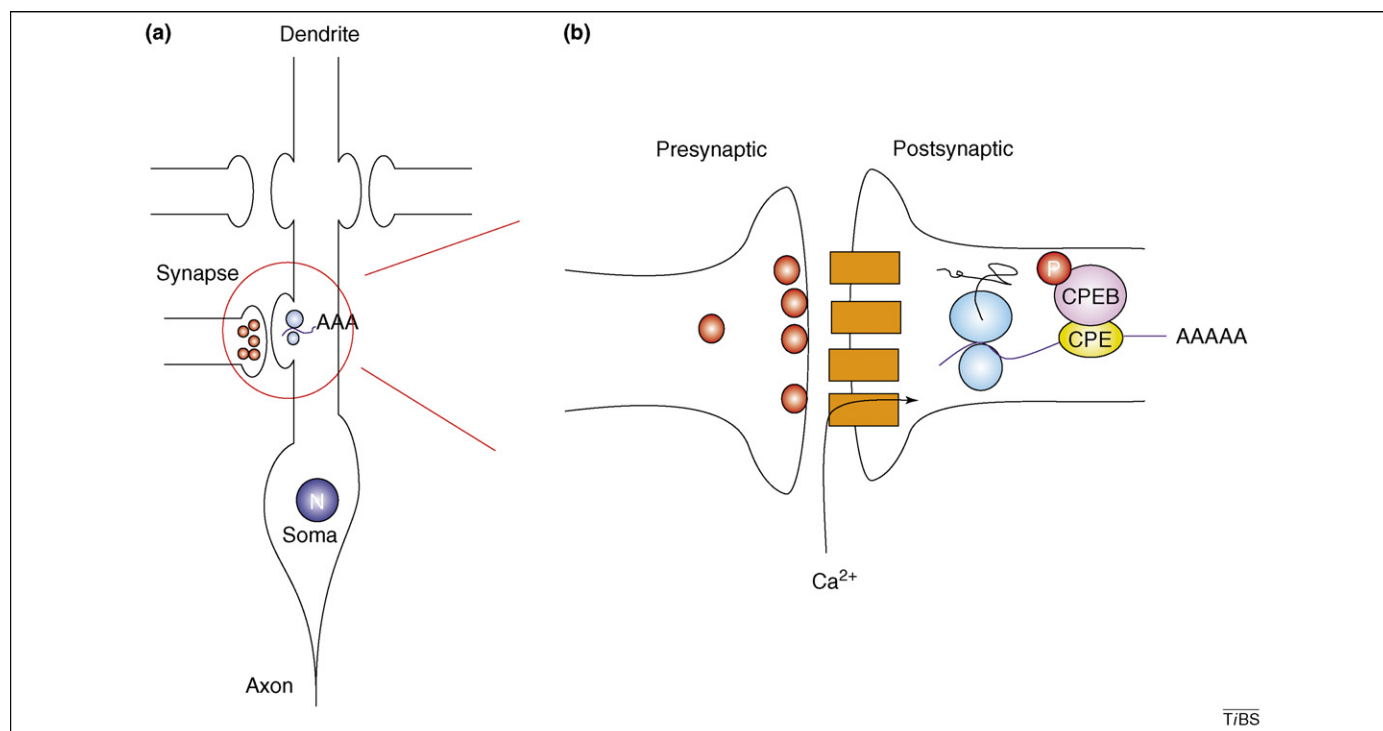 (a)
Dendrite
Synapse
AAA
N
Soma
Axon
(b)
Presynaptic
Postsynaptic
P
CPEB
CPE
AAAAA
Ca²⁺
TiBS